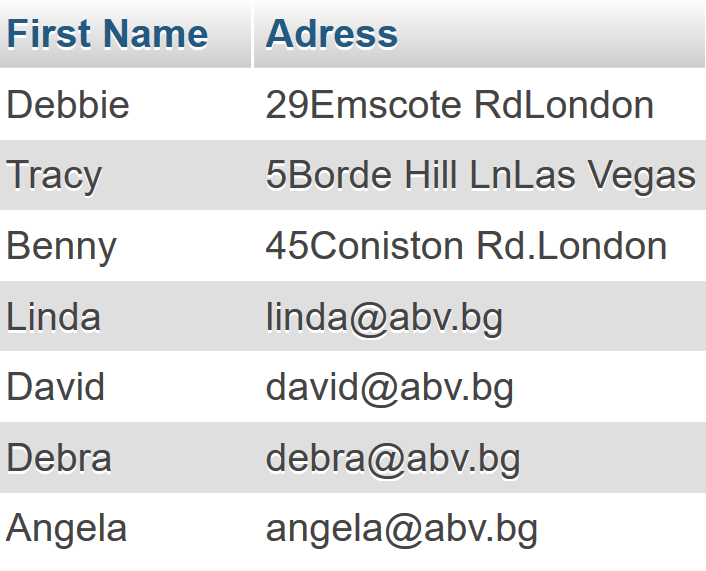 First Name Adress
Debbie 29Emscote RdLondon
Tracy 5Borde Hill LnLas Vegas
Benny 45Coniston Rd.London
Linda linda@abv.bg
David david@abv.bg
Debra debra@abv.bg
Angela angela@abv.bg